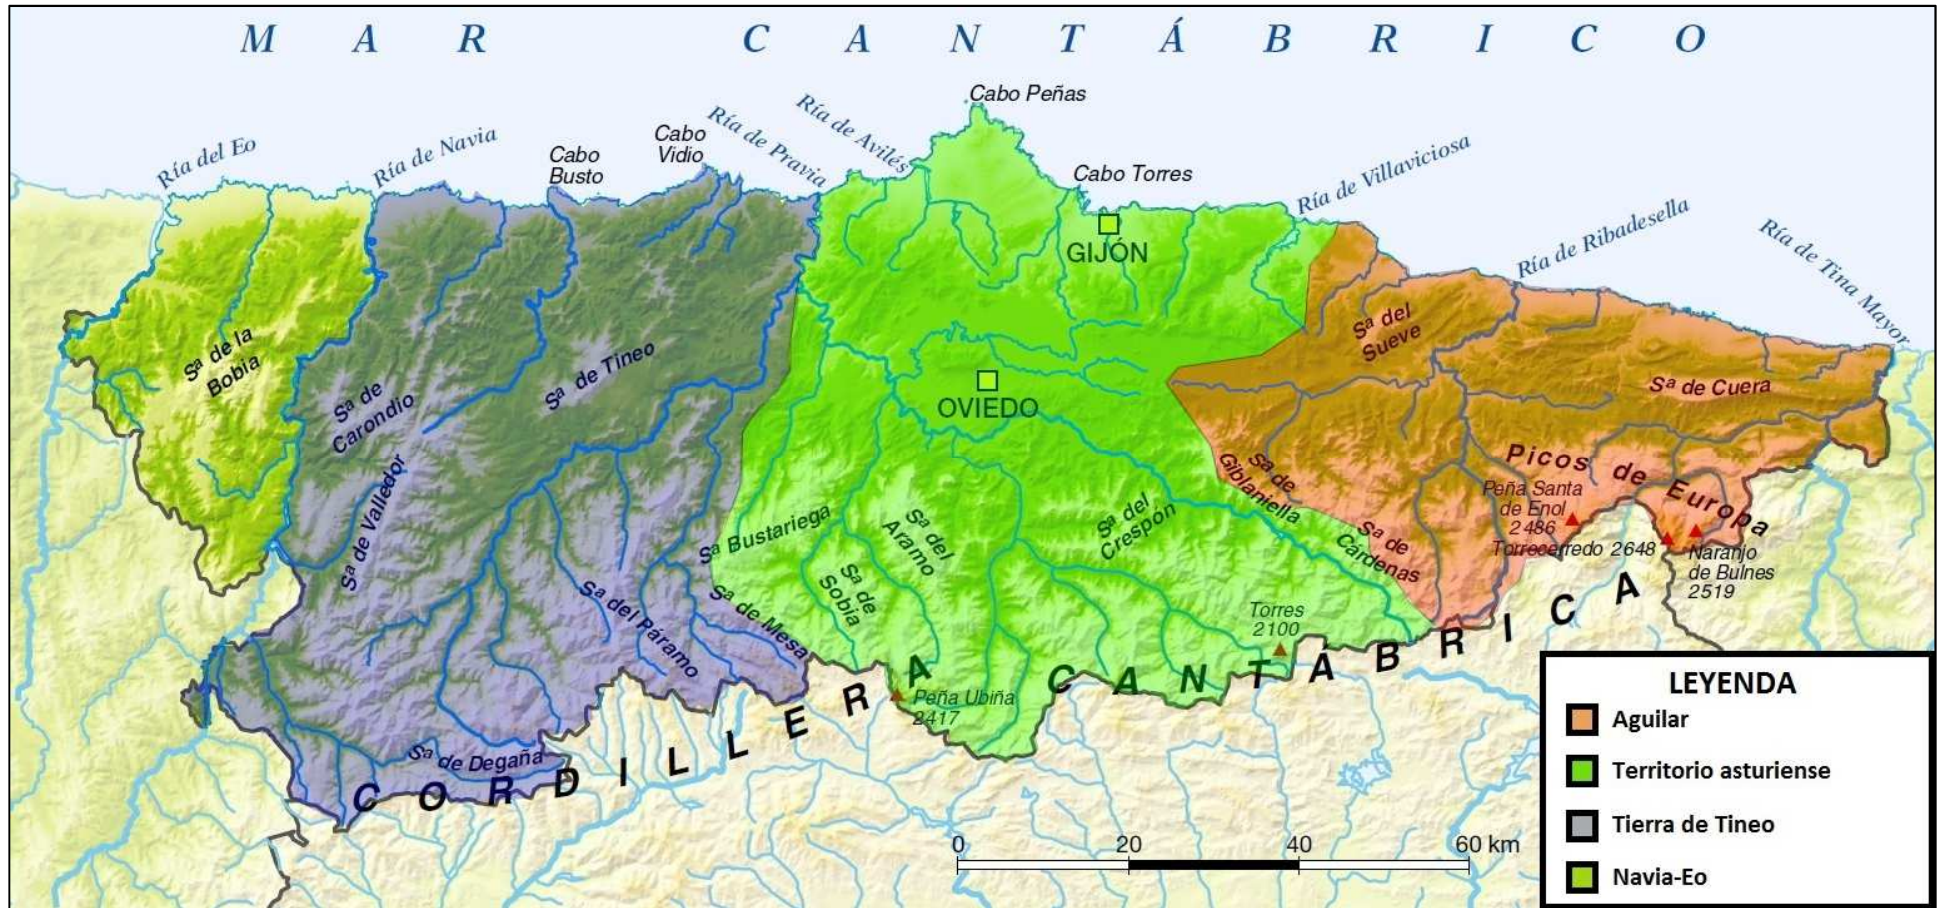 MAR CANTÁBRICO
Cabo Peñas
Ría de Avilés
Ría de Pravia
Cabo
Vidio
Ría de Navia
Ría del Eo
Cabo
Busto
Cabo Torres
Ría de Villaviciosa
Ría de Ribadesella
Ría de Tina Mayor
GIJÓN
Sª de la
Bobia
Sª de
Carondio
Sª de Tineo
Sª del
Sueve
Sª de Cuera
OVIEDO
Sª de Valledor
Sª Bustariega
Sª del
Aramo
Sª del
Crespón
Sª de
Giblaniella
Sª de
Cardenas
Picos de Europa
Peña Santa
de Enol
2 486
Torrecerredo 2648
Naranjo
de Bulnes
2519
Sª de
Sobia
Sª de Mesa
Sª del Páramo
Torres
2100
Peña Ubiña
2417
Sª de Degaña
CORDILLERA CANTÁBRICA
0 20 40 60 km
LEYENDA
Aguilar
Territorio asturiense
Tierra de Tineo
Navia-Eo